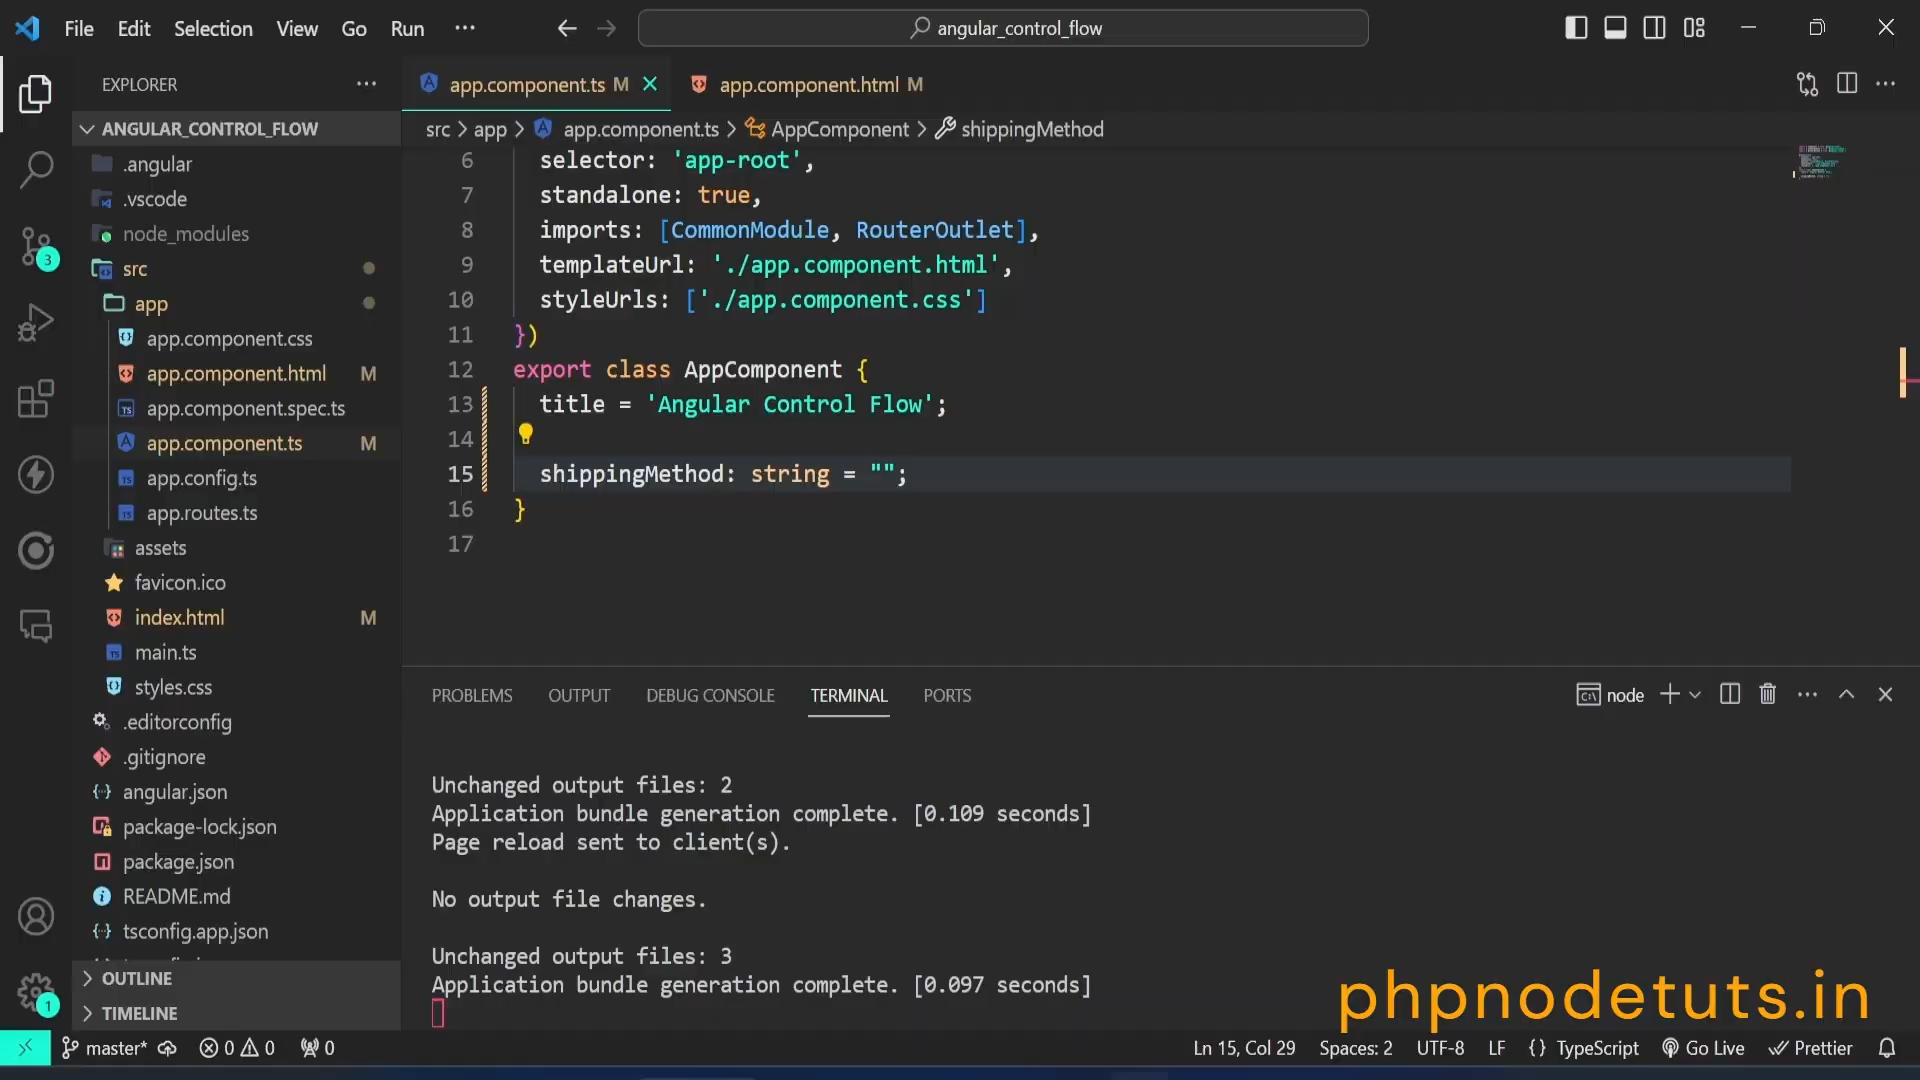 File Edit Selection View Go Run ···
angular_control_flow
EXPLORER
app.component.ts M
app.component.html M
ANGULAR_CONTROL_FLOW
src > app > app.component.ts > AppComponent > shippingMethod
.angular
.vscode
node_modules
src
app
app.component.css
app.component.html M
app.component.spec.ts
app.component.ts M
app.config.ts
app.routes.ts
assets
favicon.ico
index.html M
main.ts
styles.css
.editorconfig
.gitignore
angular.json
package-lock.json
package.json
README.md
tsconfig.app.json
OUTLINE
TIMELINE
3
1
6 selector: 'app-root',
7 standalone: true,
8 imports: [CommonModule, RouterOutlet],
9 templateUrl: './app.component.html',
10 styleUrls: ['./app.component.css']
11 })
12 export class AppComponent {
13 title = 'Angular Control Flow';
14
15 shippingMethod: string = "";
16 }
17
PROBLEMS OUTPUT DEBUG CONSOLE TERMINAL PORTS
node
Unchanged output files: 2
Application bundle generation complete. [0.109 seconds]
Page reload sent to client(s).
No output file changes.
Unchanged output files: 3
Application bundle generation complete. [0.097 seconds]
phpnodetuts.in
master* 0 0 0 Ln 15, Col 29 Spaces: 2 UTF-8 LF {} TypeScript Go Live Prettier